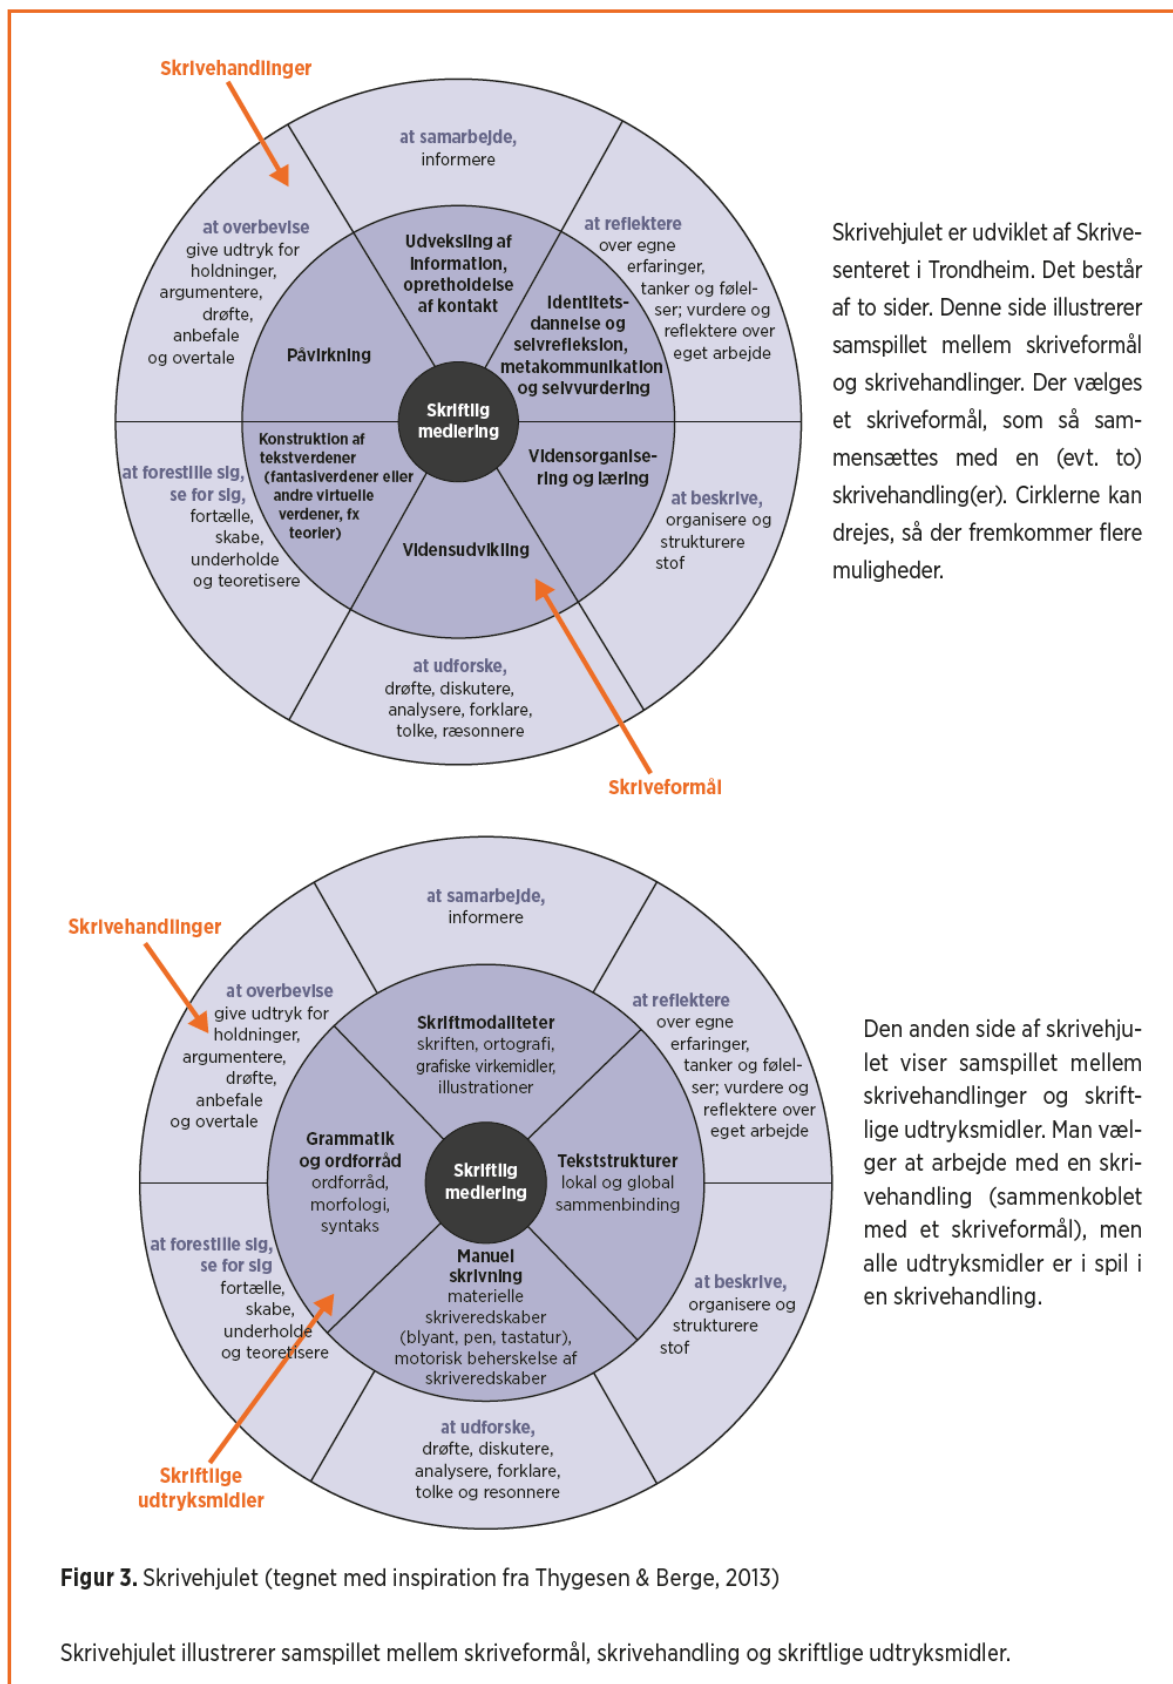 Skrivehandlinger
at samarbejde,
informere
at overbevise
give udtryk for
holdninger,
argumentere,
drøfte,
anbefale
og overtale
at reflektere
over egne
erfaringer,
tanker og følel-
ser; vurdere og
reflektere over
eget arbejde
Udveksling af
information,
opretholdelse
af kontakt
Identitets-
dannelse og
selvrefleksion,
metakommunikation
og selvvurdering
Påvirkning
Skriftlig
mediering
Konstruktion af
tekstverdener
(fantasiverdener eller
andre virtuelle
verdener, fx
teorier)
Vidensorganise-
ring og læring
Vidensudvikling
at forestille sig,
se for sig,
fortælle,
skabe,
underholde
og teoretisere
at beskrive,
organisere og
strukturere
stof
at udforske,
drøfte, diskutere,
analysere, forklare,
tolke, ræsonnere
Skriveformål
Skrivehjulet er udviklet af Skrive-
senteret i Trondheim. Det består
af to sider. Denne side illustrerer
samspillet mellem skriveformål
og skrivehandlinger. Der vælges
et skriveformål, som så sam-
mensættes med en (evt. to)
skrivehandling(er). Cirklerne kan
drejes, så der fremkommer flere
muligheder.
Skrivehandlinger
at samarbejde,
informere
at overbevise
give udtryk for
holdninger,
argumentere,
drøfte,
anbefale
og overtale
at reflektere
over egne
erfaringer,
tanker og følel-
ser; vurdere og
reflektere over
eget arbejde
Skriftmodaliteter
skriften, ortografi,
grafiske virkemidler,
illustrationer
Grammatik
og ordforråd
ordforråd,
morfologi,
syntaks
Skriftlig
mediering
Tekststrukturer
lokal og global
sammenbinding
Manuel
skrivning
materielle
skriveredskaber
(blyant, pen, tastatur),
motorisk beherskelse af
skriveredskaber
at forestille sig,
se for sig
fortælle,
skabe,
underholde
og teoretisere
at beskrive,
organisere og
strukturere
stof
at udforske,
drøfte, diskutere,
analysere, forklare,
tolke og resonnere
Skriftlige
udtryksmidler
Den anden side af skrivehju-
let viser samspillet mellem
skrivehandlinger og skrift-
lige udtryksmidler. Man væl-
ger at arbejde med en skri-
vehandling (sammenkoblet
med et skriveformål), men
alle udtryksmidler er i spil i
en skrivehandling.
Figur 3. Skrivehjulet (tegnet med inspiration fra Thygesen & Berge, 2013)
Skrivehjulet illustrerer samspillet mellem skriveformål, skrivehandling og skriftlige udtryksmidler.